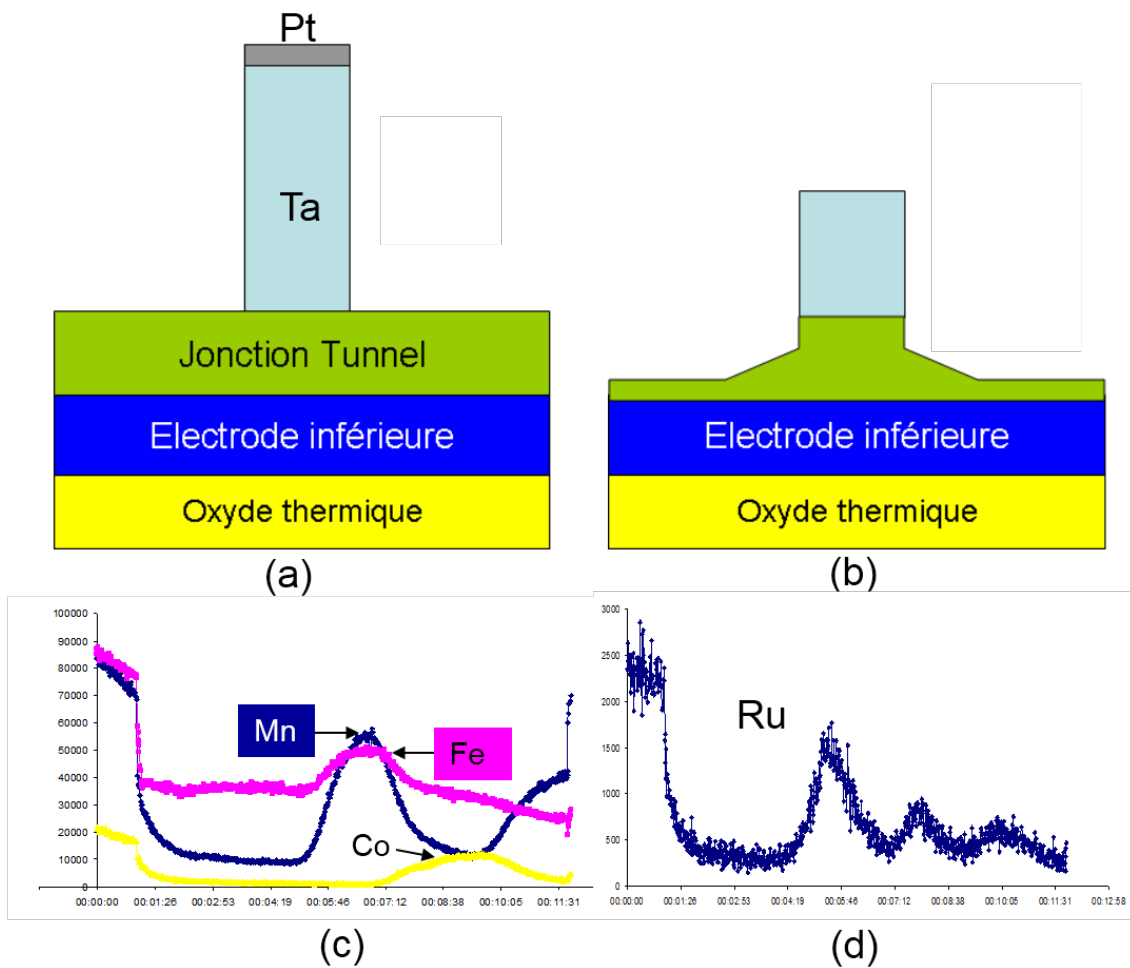 Pt
Ta
Jonction Tunnel
Electrode inférieure
Oxyde thermique
(a)
Electrode inférieure
Oxyde thermique
(b)
100000
90000
80000
70000
60000
50000
40000
30000
20000
10000
0
Mn
Fe
Co
00:00:00 00:01:26 00:02:53 00:04:19 00:05:46 00:07:12 00:08:38 00:10:05 00:11:31
(c)
3000
2500
2000
1500
1000
500
0
Ru
00:00:00 00:01:26 00:02:53 00:04:19 00:05:46 00:07:12 00:08:38 00:10:05 00:11:31 00:12:58
(d)